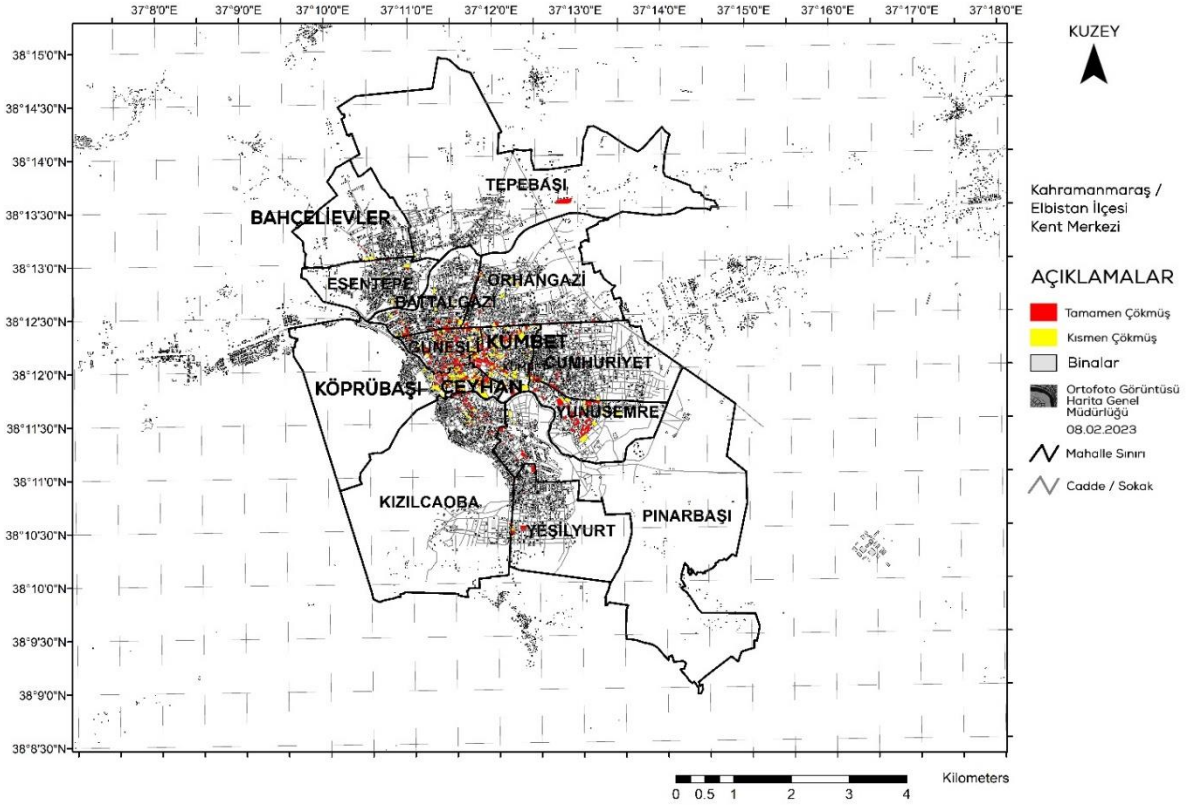 37°8'0"E 37°9'0"E 37°10'0"E 37°11'0"E 37°12'0"E 37°13'0"E 37°14'0"E 37°15'0"E 37°16'0"E 37°17'0"E 37°18'0"E
38°15'0"N
38°14'30"N
38°14'0"N
38°13'30"N
38°13'0"N
38°12'30"N
38°12'0"N
38°11'30"N
38°11'0"N
38°10'30"N
38°10'0"N
38°9'30"N
38°9'0"N
38°8'30"N
TEPEBAŞI
BAHÇELİEVLER
ESENTEPE
ORHANGAZİ
BATTALGAZİ
GÜNEŞLİ
KÜMBET
CUMHURİYET
KÖPRÜBAŞI
CEYHAN
YUNUSEMRE
KIZILCAOBA
YEŞİLYURT
PINARBAŞI
KUZEY
Kahramanmaraş /
Elbistan İlçesi
Kent Merkezi
AÇIKLAMALAR
Tamamen Çökmüş
Kısmen Çökmüş
Binalar
Ortofoto Görüntüsü
Harita Genel
Müdürlüğü
08.02.2023
Mahalle Sınırı
Cadde / Sokak
Kilometers
0 0.5 1 2 3 4